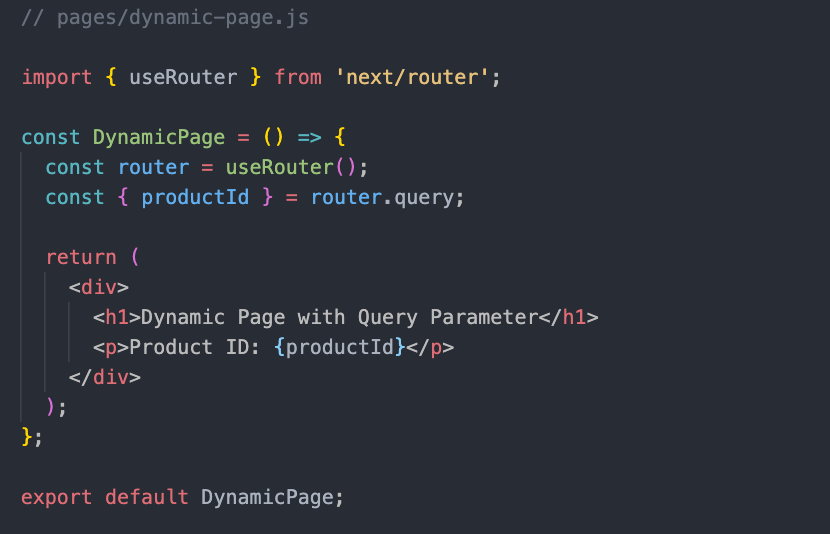 // pages/dynamic-page.js
import { useRouter } from 'next/router';
const DynamicPage = () => {
  const router = useRouter();
  const { productId } = router.query;
  return (
    <div>
      <h1>Dynamic Page with Query Parameter</h1>
      <p>Product ID: {productId}</p>
    </div>
  );
};
export default DynamicPage;